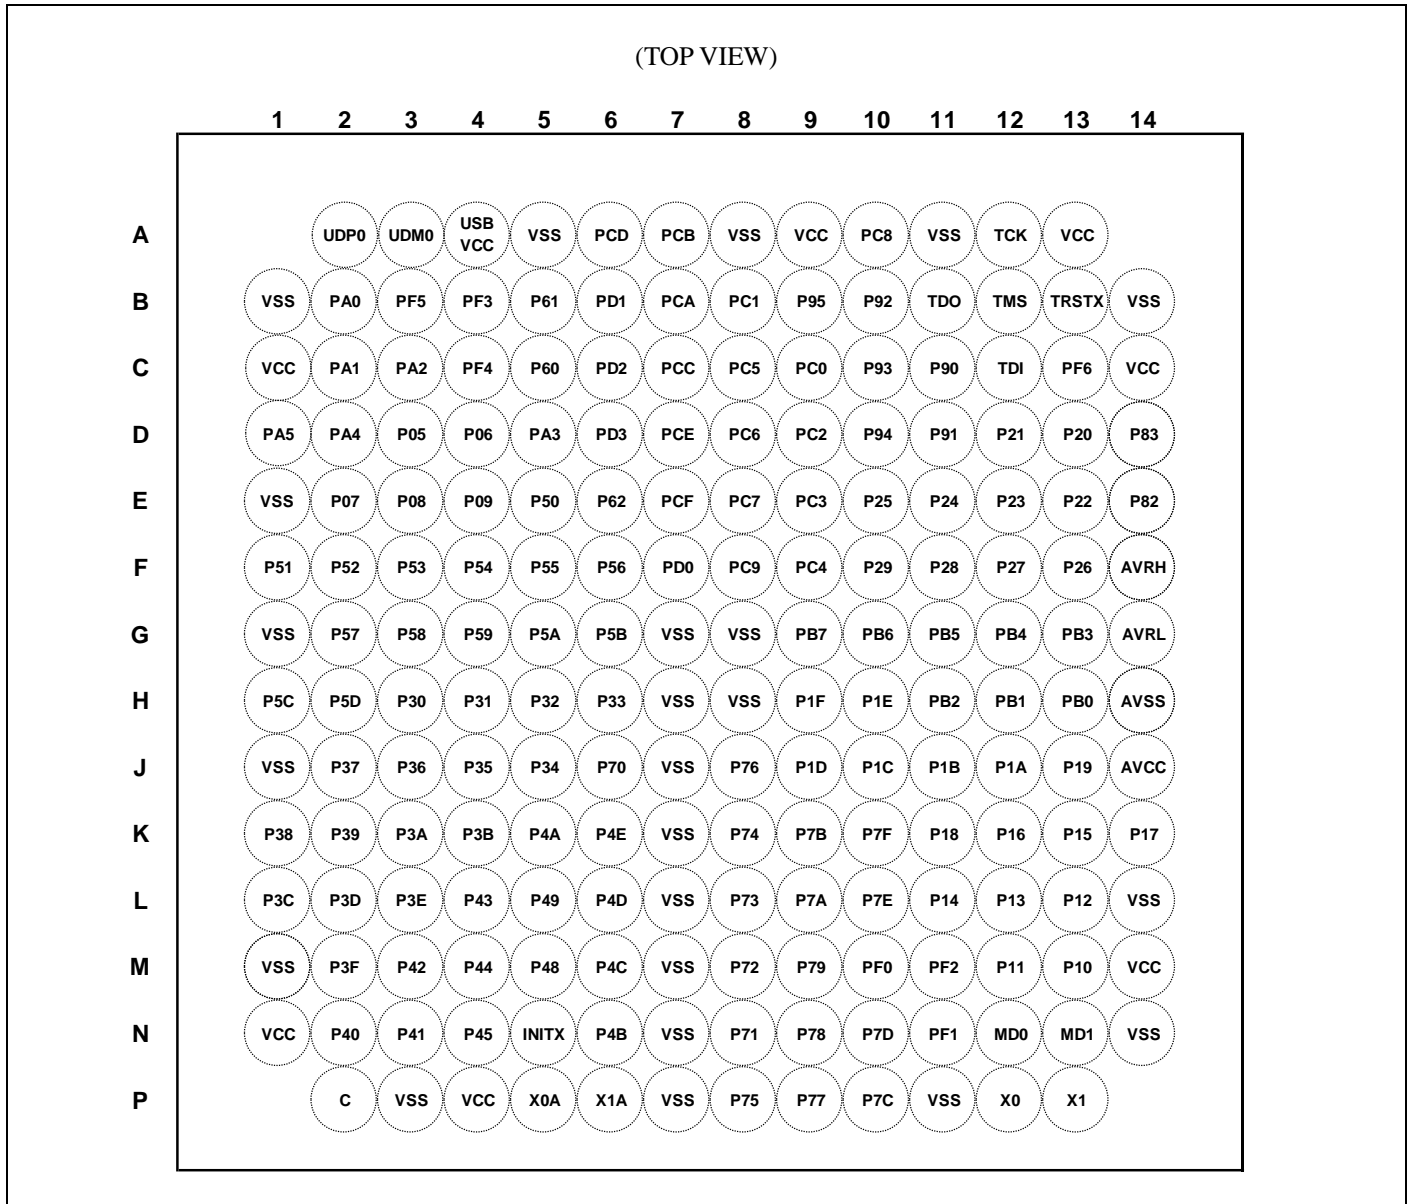 (TOP VIEW)
1 2 3 4 5 6 7 8 9 10 11 12 13 14
A UDP0 UDM0 USB VCC VSS PCD PCB VSS VCC PC8 VSS TCK VCC
B VSS PA0 PF5 PF3 P61 PD1 PCA PC1 P95 P92 TDO TMS TRSTX VSS
C VCC PA1 PA2 PF4 P60 PD2 PCC PC5 PC0 P93 P90 TDI PF6 VCC
D PA5 PA4 P05 P06 PA3 PD3 PCE PC6 PC2 P94 P91 P21 P20 P83
E VSS P07 P08 P09 P50 P62 PCF PC7 PC3 P25 P24 P23 P22 P82
F P51 P52 P53 P54 P55 P56 PD0 PC9 PC4 P29 P28 P27 P26 AVRH
G VSS P57 P58 P59 P5A P5B VSS VSS PB7 PB6 PB5 PB4 PB3 AVRL
H P5C P5D P30 P31 P32 P33 VSS VSS P1F P1E PB2 PB1 PB0 AVSS
J VSS P37 P36 P35 P34 P70 VSS P76 P1D P1C P1B P1A P19 AVCC
K P38 P39 P3A P3B P4A P4E VSS P74 P7B P7F P18 P16 P15 P17
L P3C P3D P3E P43 P49 P4D VSS P73 P7A P7E P14 P13 P12 VSS
M VSS P3F P42 P44 P48 P4C VSS P72 P79 PF0 PF2 P11 P10 VCC
N VCC P40 P41 P45 INITX P4B VSS P71 P78 P7D PF1 MD0 MD1 VSS
P C VSS VCC X0A X1A VSS P75 P77 P7C VSS X0 X1